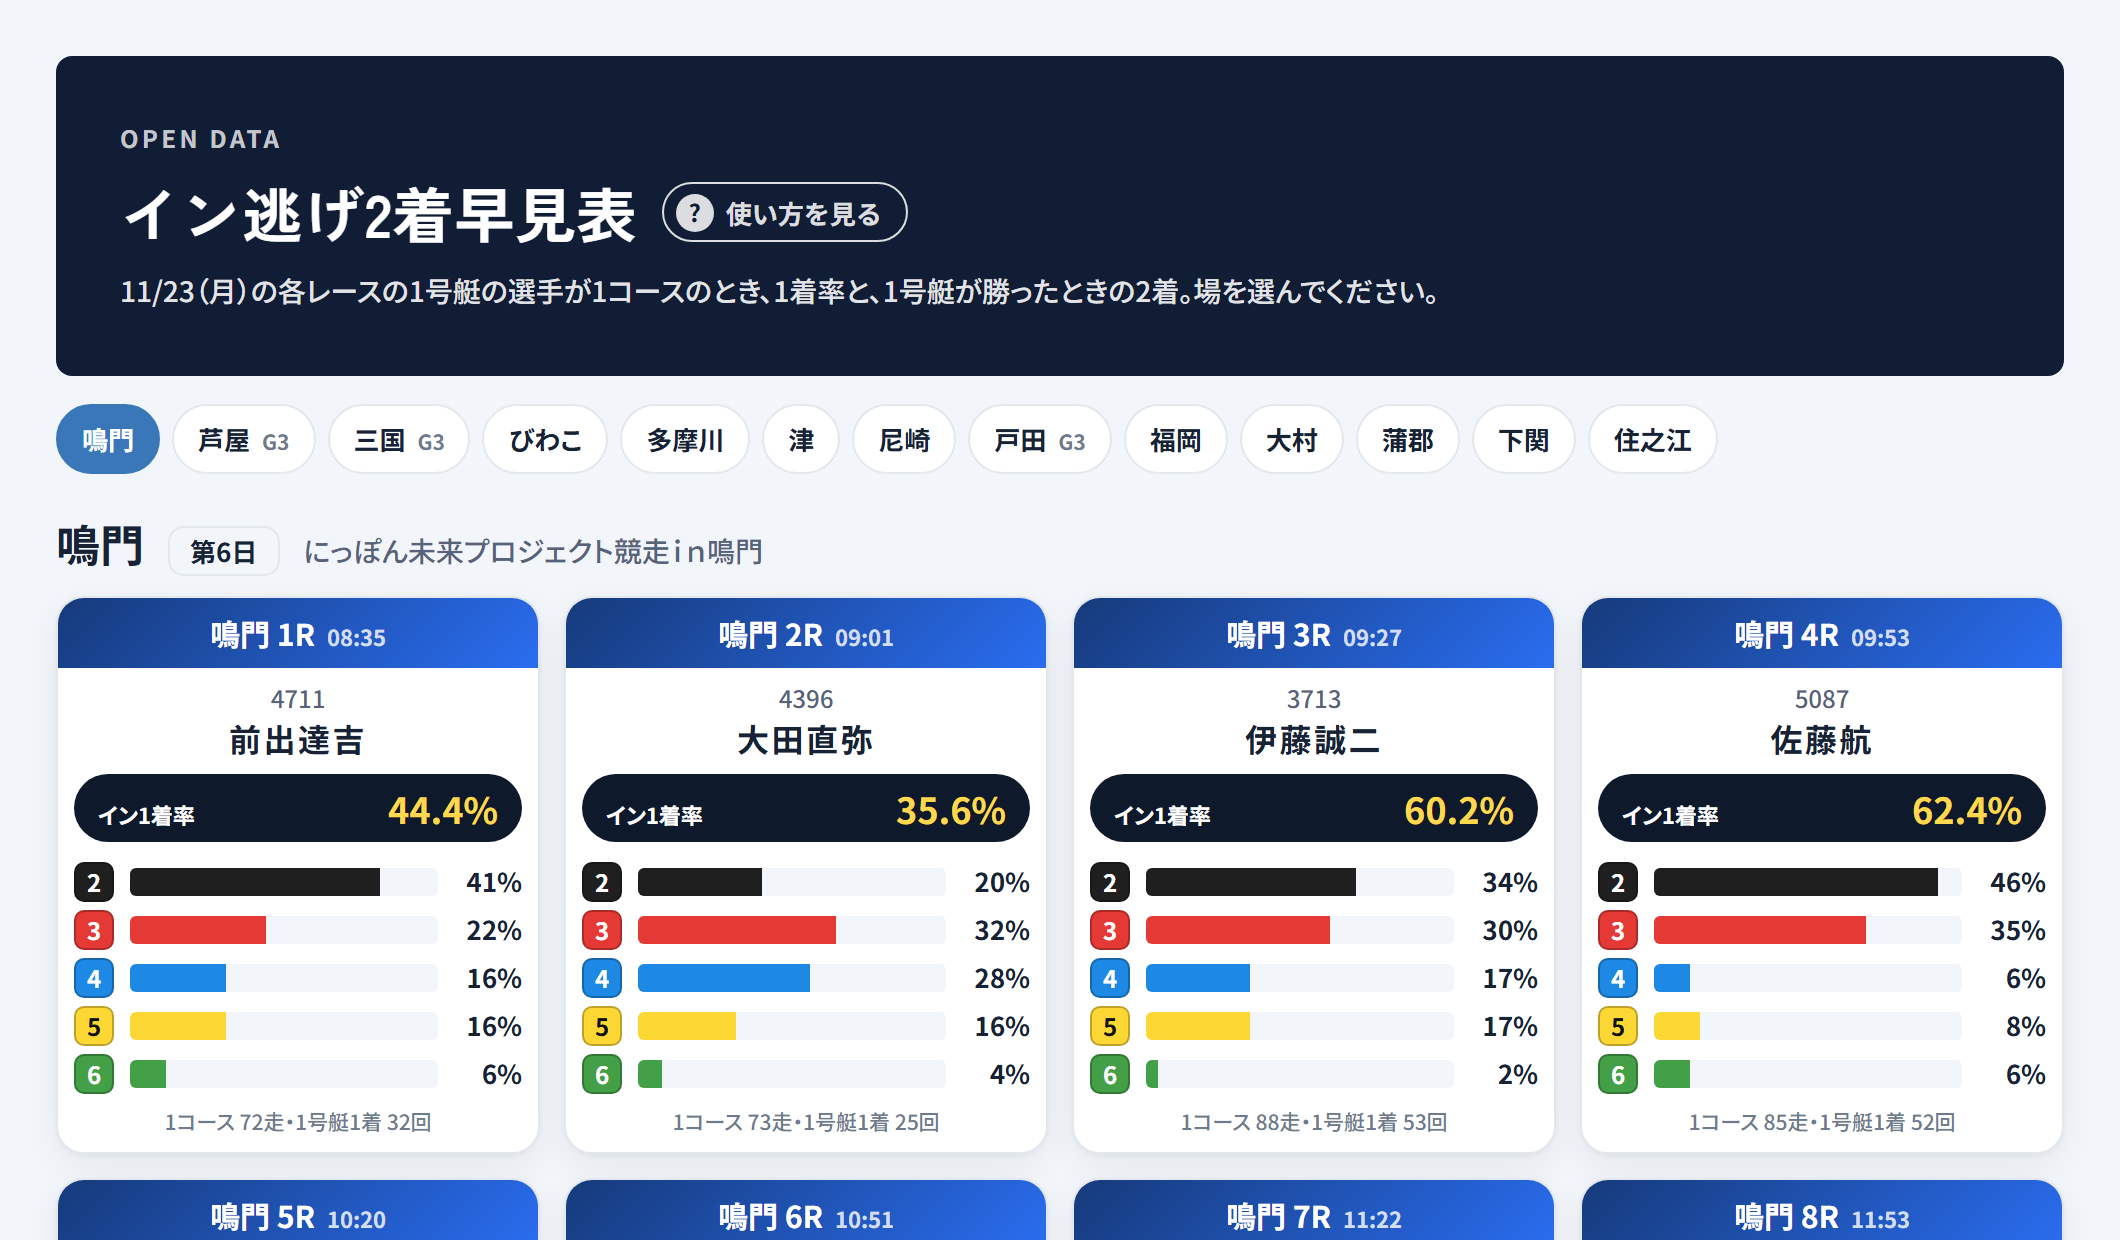 OPEN DATA
イン逃げ2着早見表
? 使い方を見る
11/23(月)の各レースの1号艇の選手が1コースのとき、1着率と、1号艇が勝ったときの2着。場を選んでください。
鳴門 芦屋 G3 三国 G3 びわこ 多摩川 津 尼崎 戸田 G3 福岡 大村 蒲郡 下関 住之江
鳴門 第6日 にっぽん未来プロジェクト競走in鳴門
鳴門 1R 08:35
4711
前出達吉
イン1着率 44.4%
2 41%
3 22%
4 16%
5 16%
6 6%
1コース 72走・1号艇1着 32回
鳴門 2R 09:01
4396
大田直弥
イン1着率 35.6%
2 20%
3 32%
4 28%
5 16%
6 4%
1コース 73走・1号艇1着 25回
鳴門 3R 09:27
3713
伊藤誠二
イン1着率 60.2%
2 34%
3 30%
4 17%
5 17%
6 2%
1コース 88走・1号艇1着 53回
鳴門 4R 09:53
5087
佐藤航
イン1着率 62.4%
2 46%
3 35%
4 6%
5 8%
6 6%
1コース 85走・1号艇1着 52回
鳴門 5R 10:20
鳴門 6R 10:51
鳴門 7R 11:22
鳴門 8R 11:53